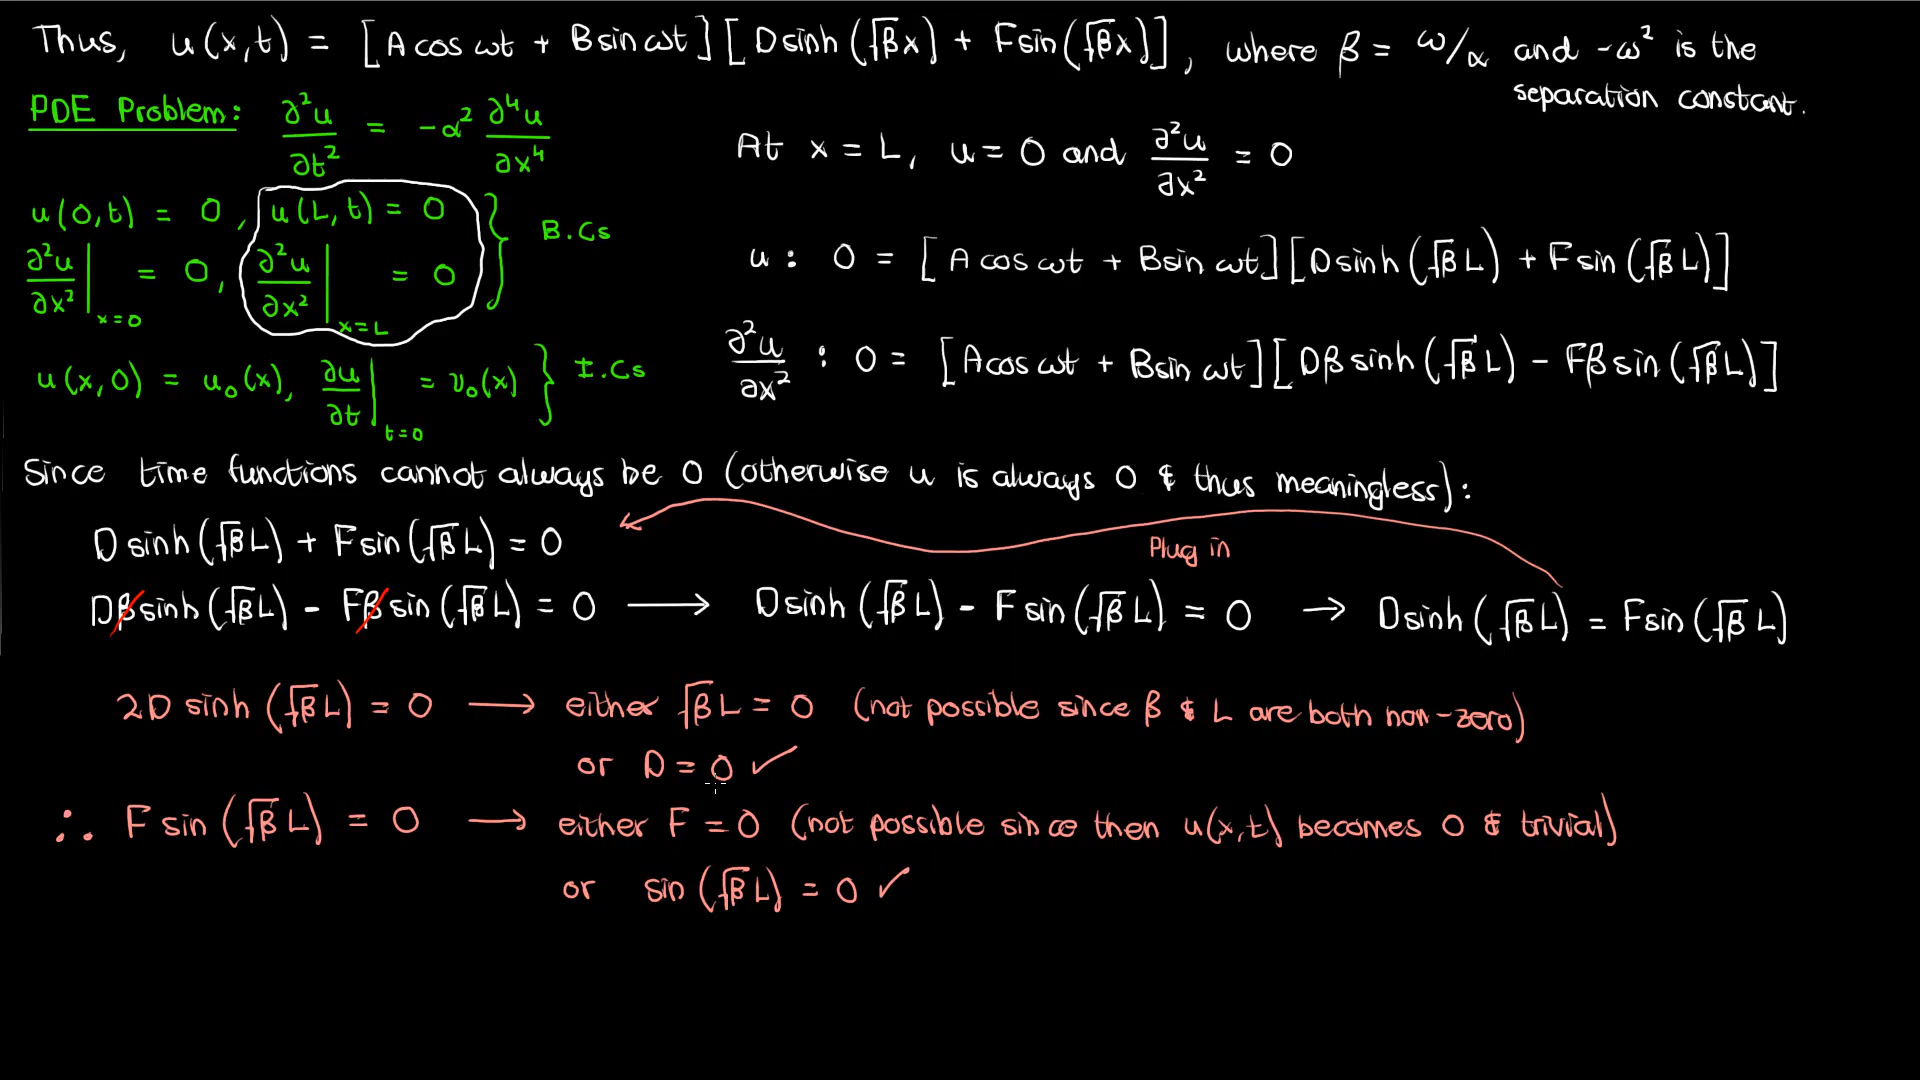 Thus, u(x,t) = [A cos ωt + B sin ωt][D sinh(√β x) + F sin(√β x)], where β = ω/α and -ω² is the separation constant.
PDE Problem: ∂²u/∂t² = -α² ∂⁴u/∂x⁴
u(0,t) = 0, u(L,t) = 0 } B.Cs
∂²u/∂x² |x=0 = 0, ∂²u/∂x² |x=L = 0
u(x,0) = u₀(x), ∂u/∂t |t=0 = v₀(x) } I.Cs
At x = L, u = 0 and ∂²u/∂x² = 0
u : 0 = [A cos ωt + B sin ωt][D sinh(√β L) + F sin(√β L)]
∂²u/∂x² : 0 = [A cos ωt + B sin ωt][Dβ sinh(√β L) - Fβ sin(√β L)]
Since time functions cannot always be 0 (otherwise u is always 0 & thus meaningless):
D sinh(√β L) + F sin(√β L) = 0
Plug in
Dβ sinh(√β L) - Fβ sin(√β L) = 0 → D sinh(√β L) - F sin(√β L) = 0 → D sinh(√β L) = F sin(√β L)
2D sinh(√β L) = 0 → either √β L = 0 (not possible since β & L are both non-zero)
or D = 0 ✓
∴ F sin(√β L) = 0 → either F = 0 (not possible since then u(x,t) becomes 0 & trivial)
or sin(√β L) = 0 ✓